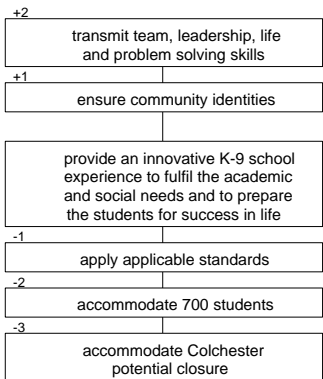 +2
transmit team, leadership, life
and problem solving skills
+1
ensure community identities
provide an innovative K-9 school
experience to fulfil the academic
and social needs and to prepare
the students for success in life
-1
apply applicable standards
-2
accommodate 700 students
-3
accommodate Colchester
potential closure